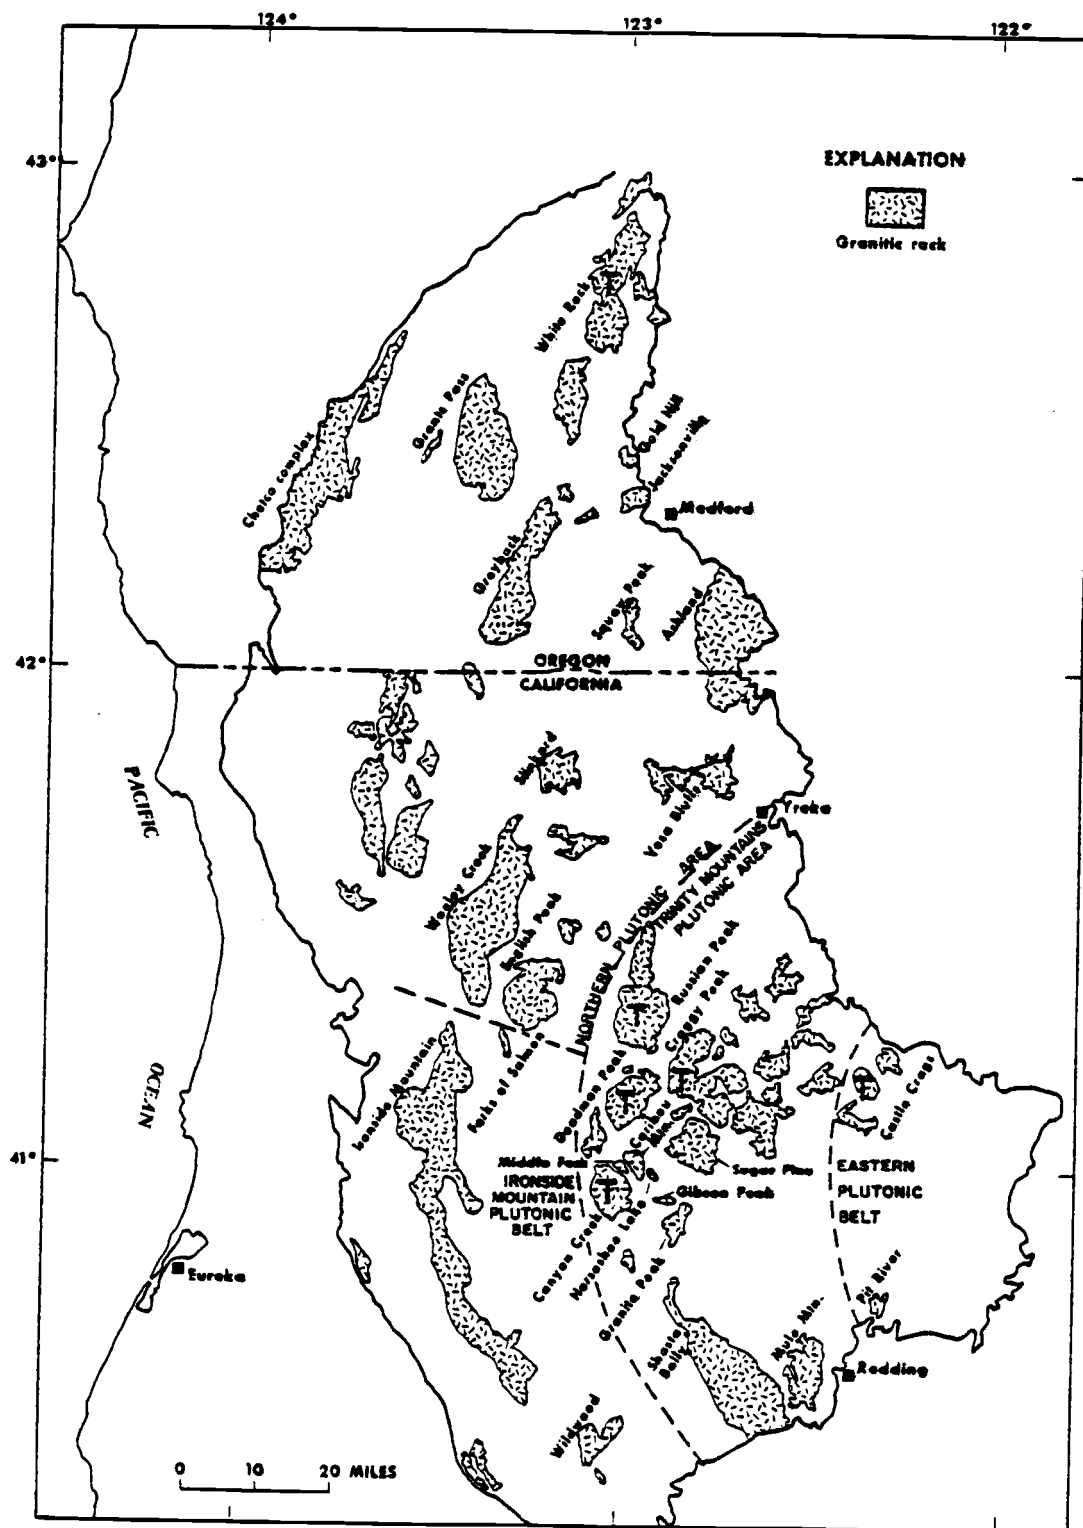 124°
123°
122°
43°
EXPLANATION
Granitic rock
White Rock
Grants Pass
Gold Hill
Jacksonville
Chetco complex
Medford
Grayback
Squaw Peak
Ashland
42°
OREGON
CALIFORNIA
Slinkard
PACIFIC
Vesa Bluffs
Yreka
NORTHERN PLUTONIC AREA
TRINITY MOUNTAINS
PLUTONIC AREA
Wooley Creek
English Peak
Russian Peak
Craggy Peak
Ironside Mountain
Forks of Salmon
Deadman Peak
Caribou
Mtn.
OCEAN
Castle Crags
41°
Middle Peak
Sugar Pine
IRONSIDE
MOUNTAIN
PLUTONIC
BELT
Gibson Peak
EASTERN
PLUTONIC
BELT
Canyon Creek
Horseshoe Lake
Granite Peak
Eureka
Pit River
Shasta
Bally
Mule Mtn.
Redding
Wildwood
0 10 20 MILES